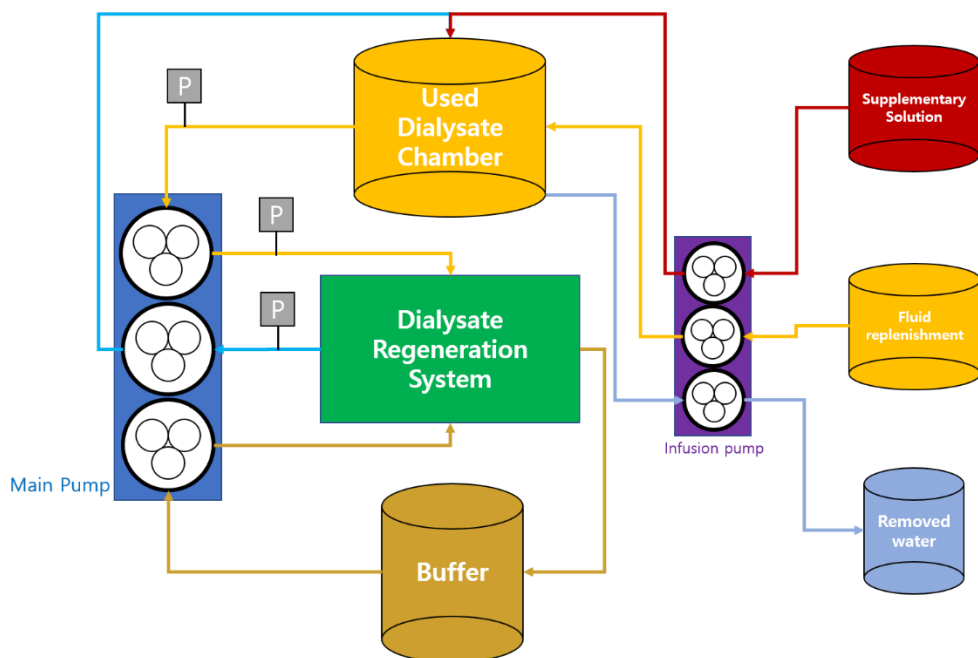 P
Used
Dialysate
Chamber
Supplementary
Solution
P
P
Dialysate
Regeneration
System
Fluid
replenishment
Main Pump
Infusion pump
Buffer
Removed
water